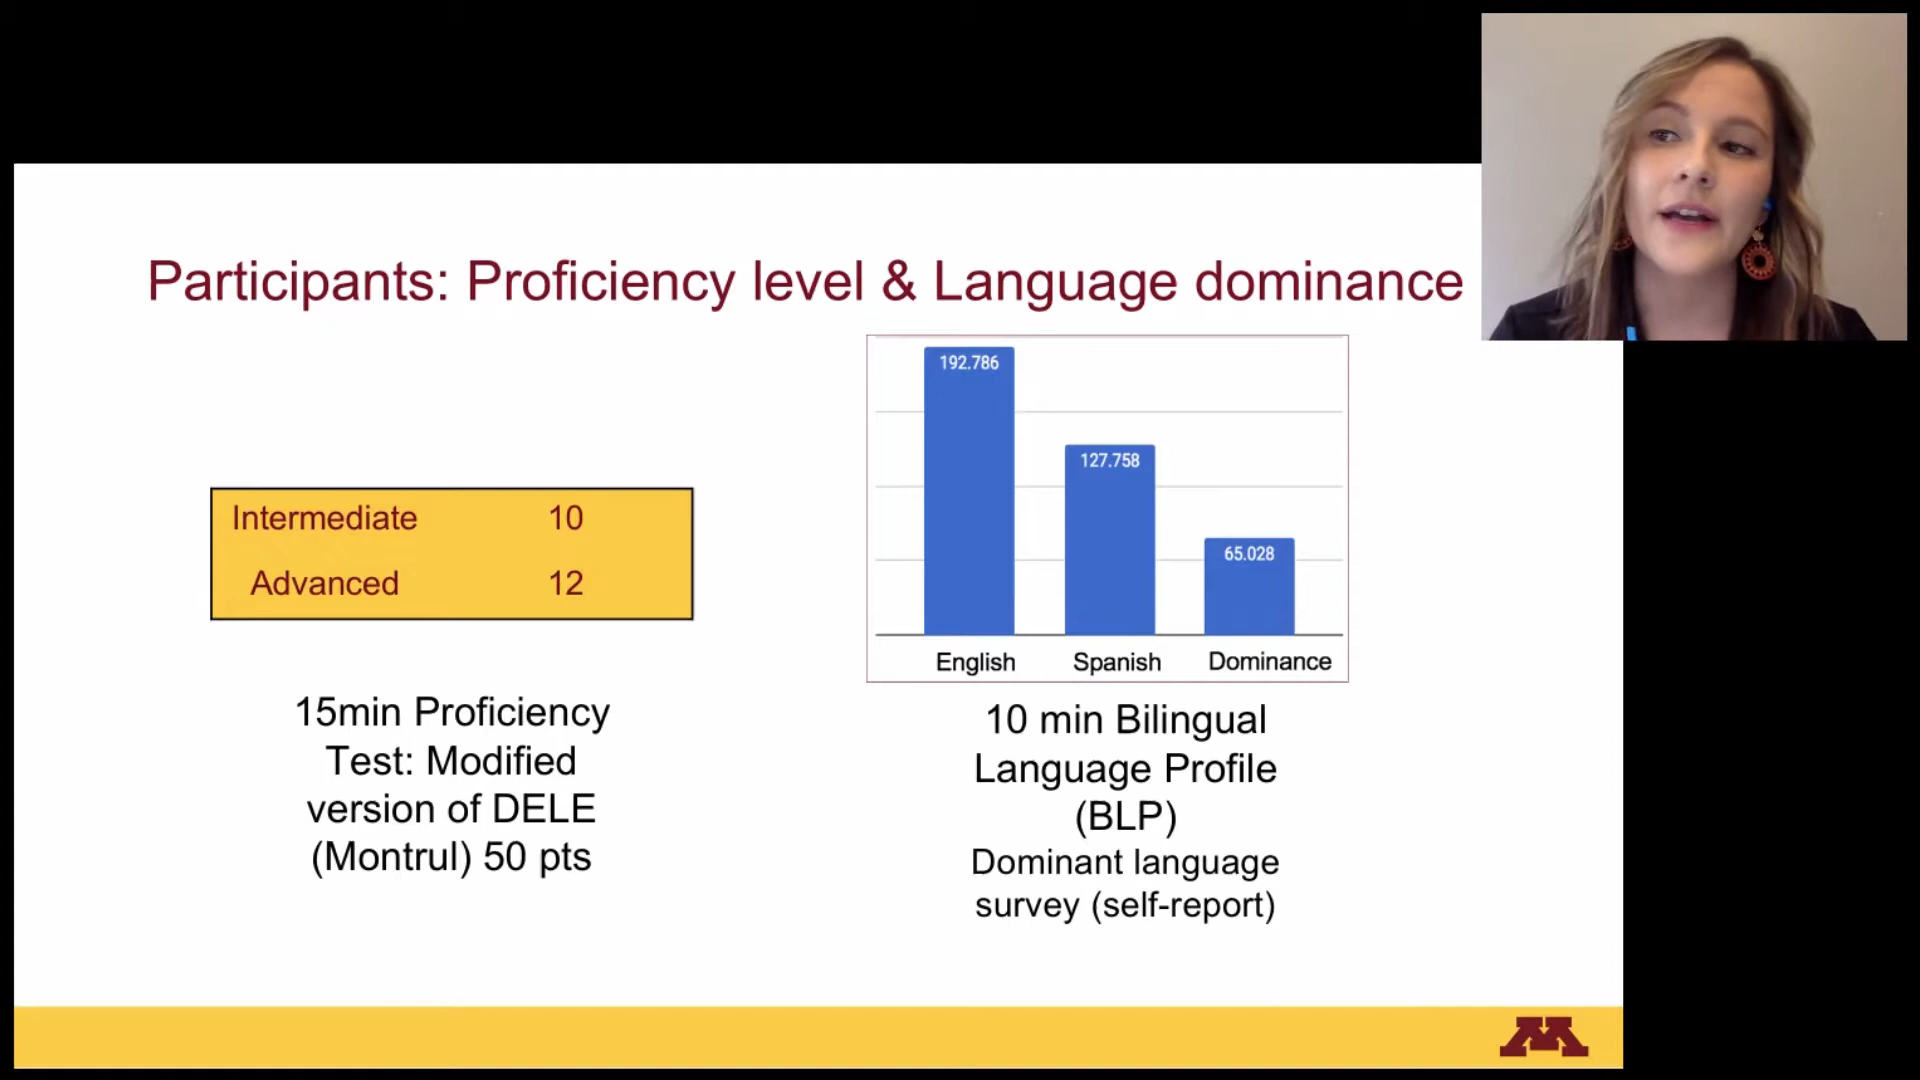 Participants: Proficiency level & Language dominance
Intermediate 10
Advanced 12
15min Proficiency
Test: Modified
version of DELE
(Montrul) 50 pts
192.786
127.758
65.028
English Spanish Dominance
10 min Bilingual
Language Profile
(BLP)
Dominant language
survey (self-report)
M